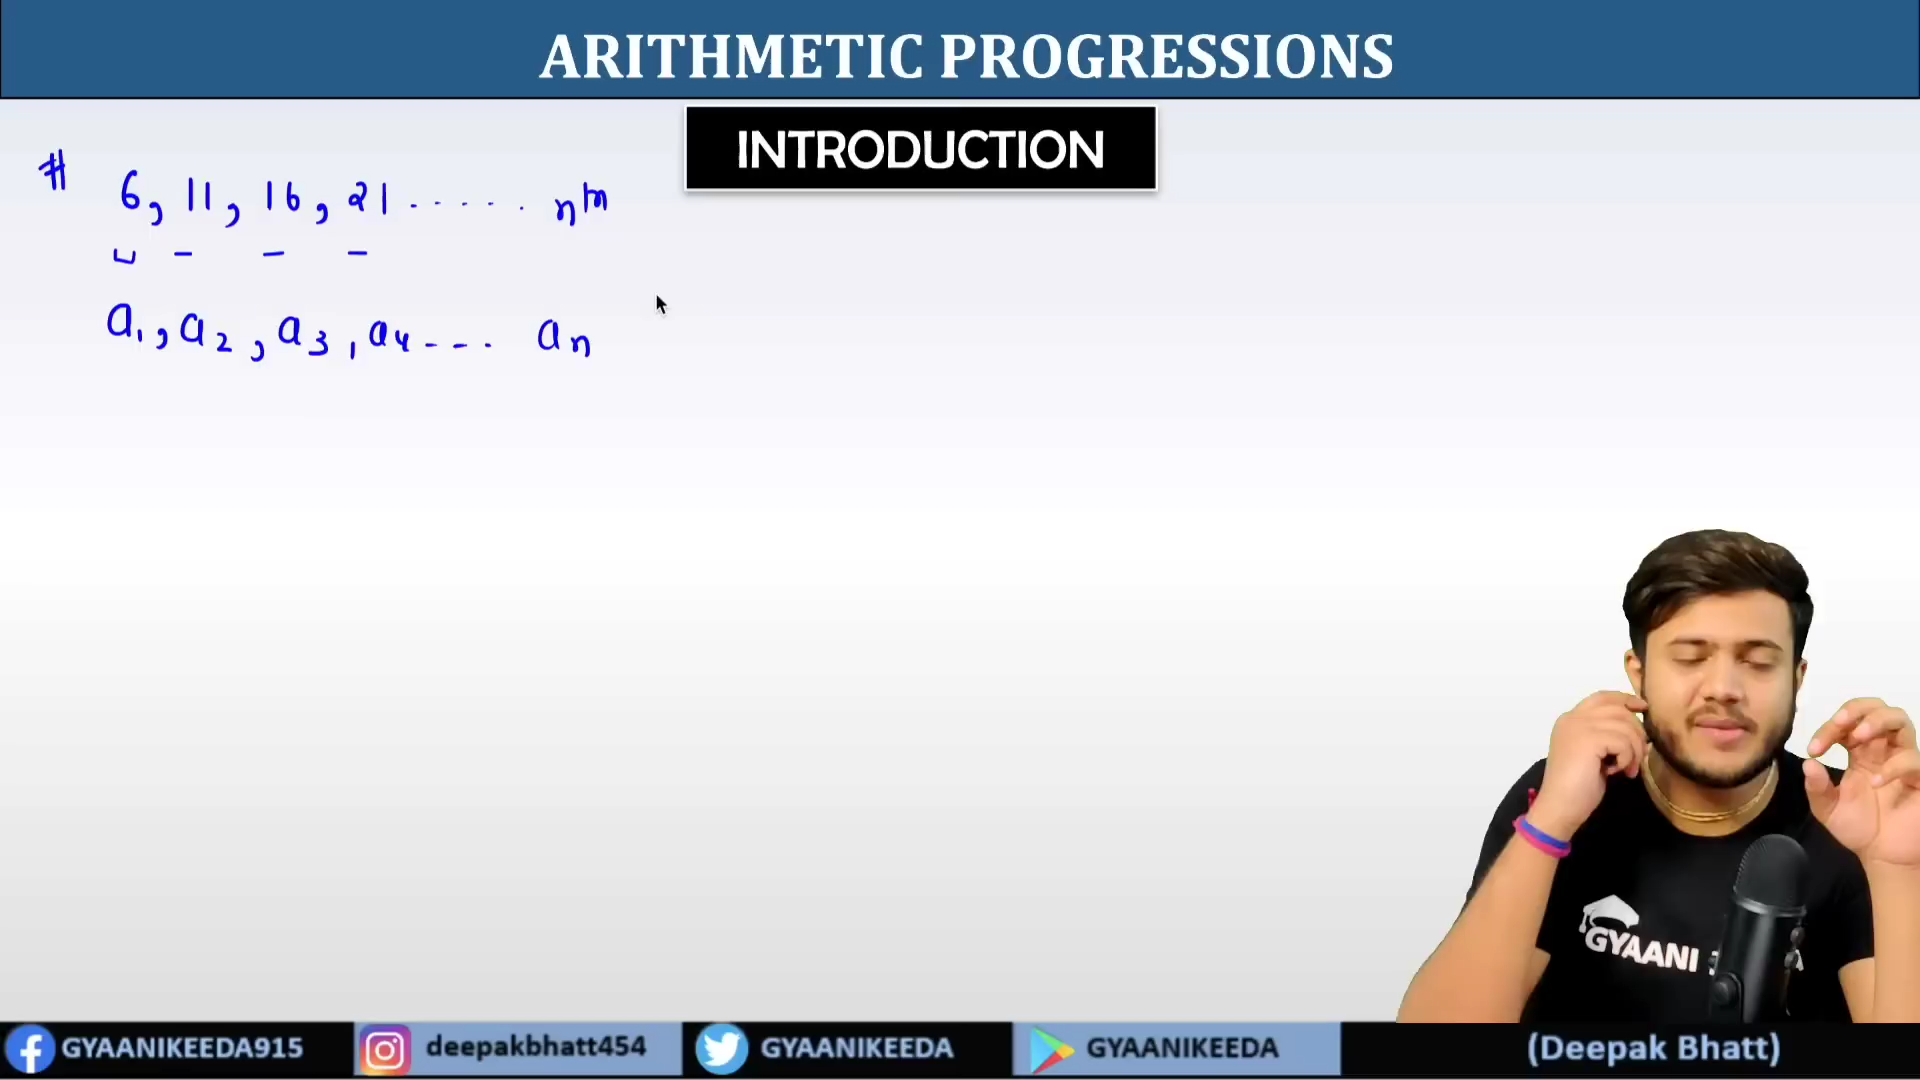 ARITHMETIC PROGRESSIONS
INTRODUCTION
# 6, 11, 16, 21 ..... nth
a1, a2, a3, a4 --- an
GYAANI
GYAANIKEEDA915
deepakbhatt454
GYAANIKEEDA
GYAANIKEEDA
(Deepak Bhatt)